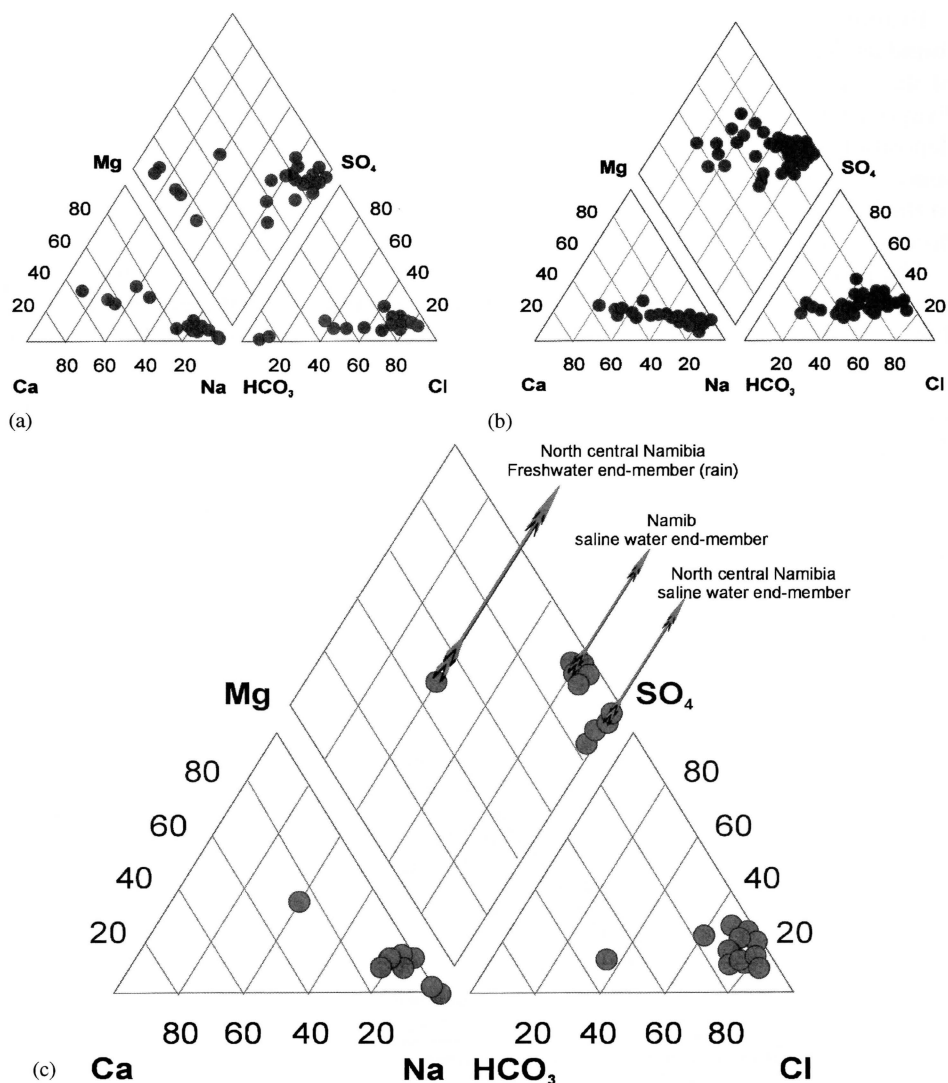 Mg SO₄ Mg SO₄
80 80 80 80
60 60 60 60
40 40 40 40
20 20 20 20
80 60 40 20 20 40 60 80 80 60 40 20 20 40 60 80
Ca Na HCO₃ Cl Ca Na HCO₃ Cl
(a) (b)
North central Namibia
Freshwater end-member (rain)
Namib
saline water end-member
North central Namibia
saline water end-member
Mg SO₄
80 80
60 60
40 40
20 20
80 60 40 20 20 40 60 80
(c) Ca Na HCO₃ Cl